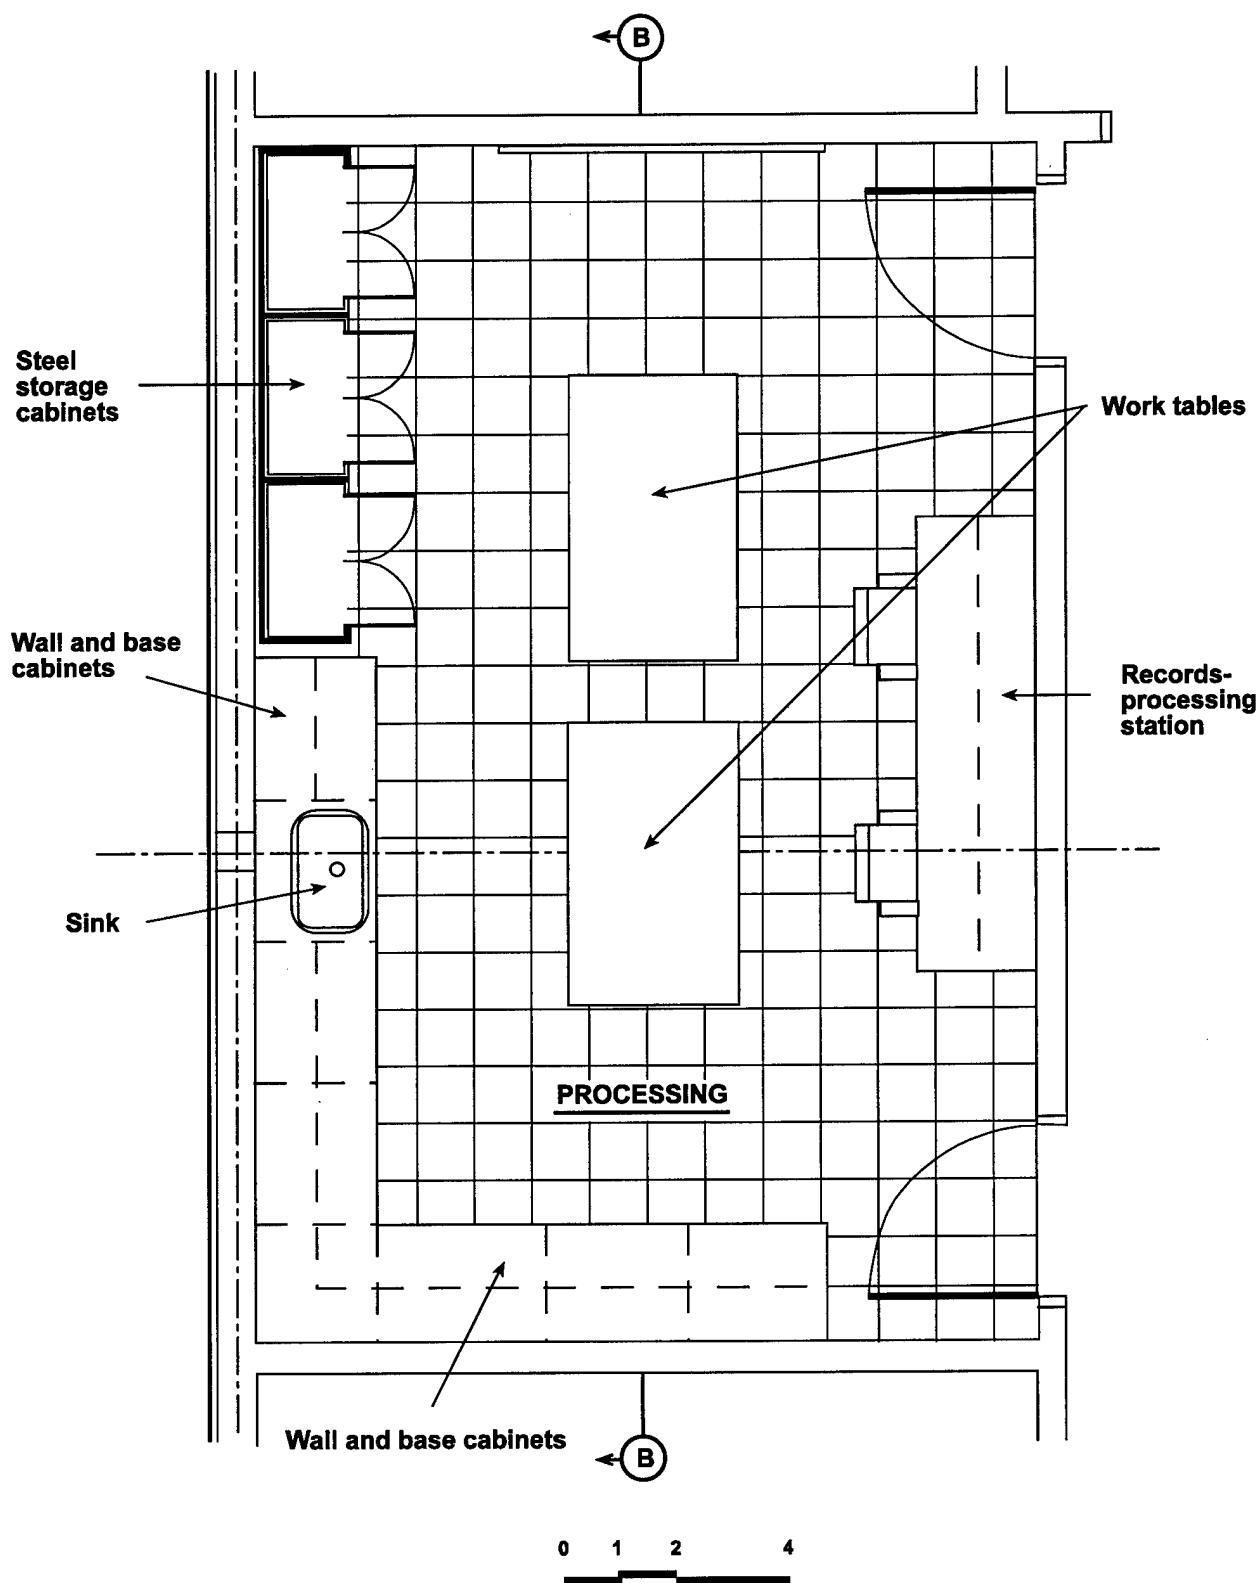 B
Steel
storage
cabinets
Work tables
Wall and base
cabinets
Records-
processing
station
Sink
PROCESSING
Wall and base cabinets
B
0 1 2 4